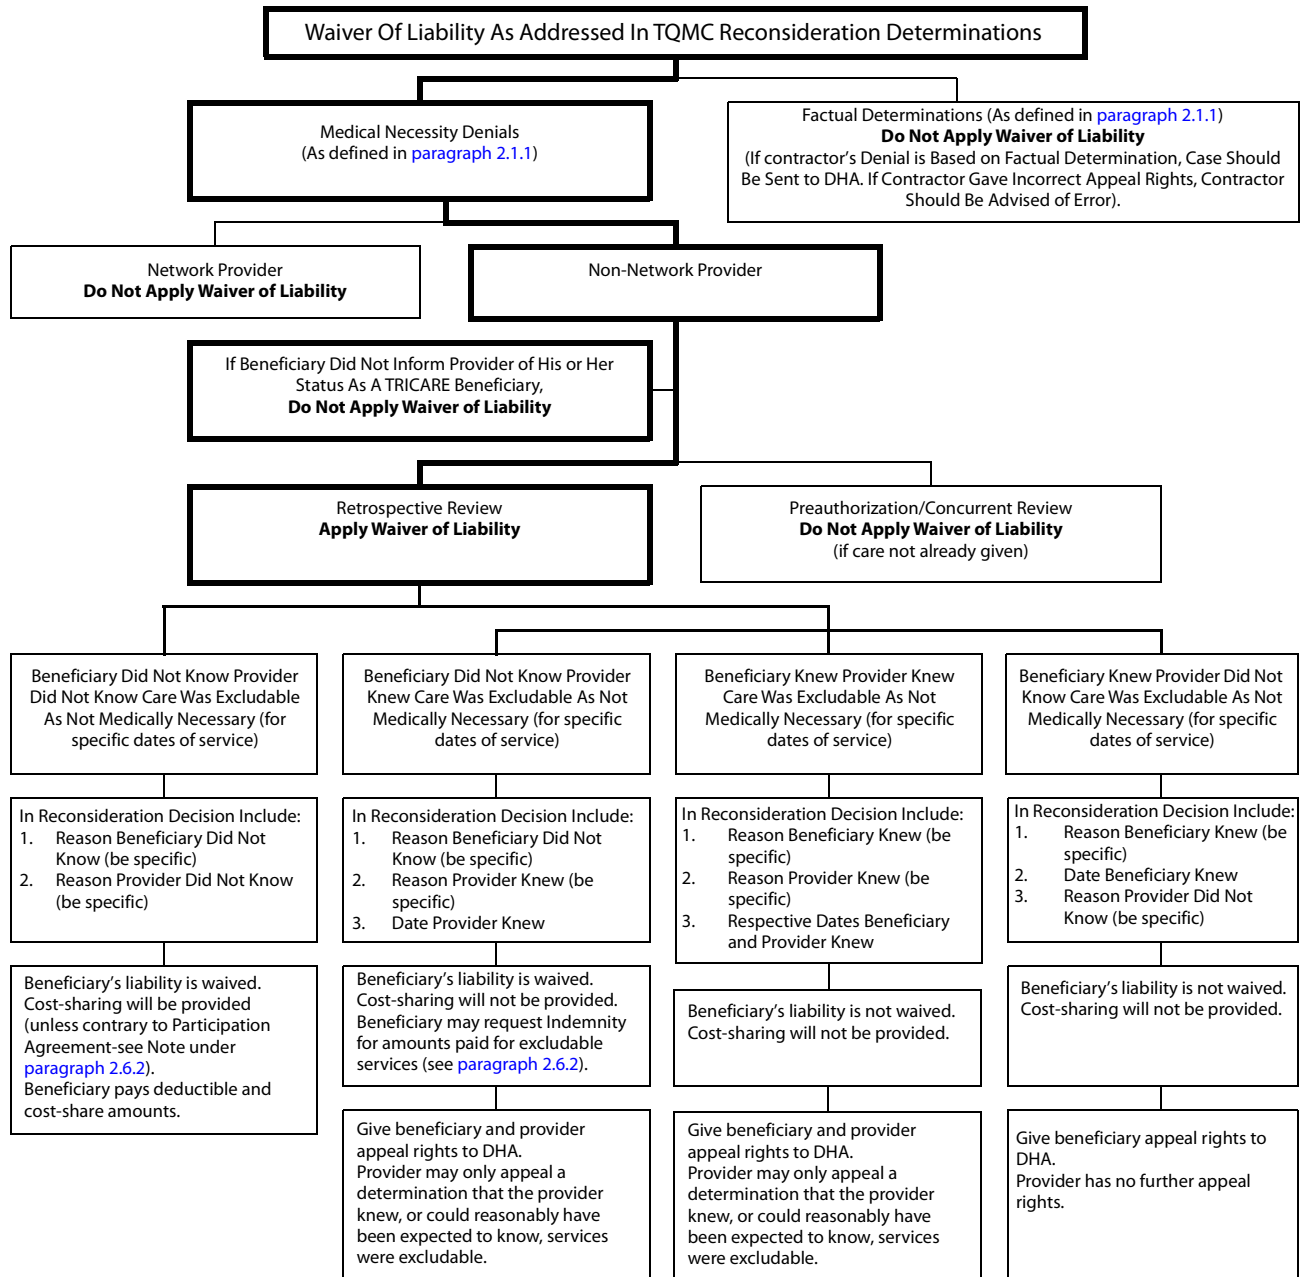 Waiver Of Liability As Addressed In TQMC Reconsideration Determinations
Medical Necessity Denials
(As defined in paragraph 2.1.1)
Factual Determinations (As defined in paragraph 2.1.1)
Do Not Apply Waiver of Liability
(If contractor's Denial is Based on Factual Determination, Case Should
Be Sent to DHA. If Contractor Gave Incorrect Appeal Rights, Contractor
Should Be Advised of Error).
Network Provider
Do Not Apply Waiver of Liability
Non-Network Provider
If Beneficiary Did Not Inform Provider of His or Her
Status As A TRICARE Beneficiary,
Do Not Apply Waiver of Liability
Retrospective Review
Apply Waiver of Liability
Preauthorization/Concurrent Review
Do Not Apply Waiver of Liability
(if care not already given)
Beneficiary Did Not Know Provider
Did Not Know Care Was Excludable
As Not Medically Necessary (for
specific dates of service)
Beneficiary Did Not Know Provider
Knew Care Was Excludable As Not
Medically Necessary (for specific
dates of service)
Beneficiary Knew Provider Knew
Care Was Excludable As Not
Medically Necessary (for specific
dates of service)
Beneficiary Knew Provider Did Not
Know Care Was Excludable As Not
Medically Necessary (for specific
dates of service)
In Reconsideration Decision Include:
1. Reason Beneficiary Did Not
Know (be specific)
2. Reason Provider Did Not Know
(be specific)
In Reconsideration Decision Include:
1. Reason Beneficiary Did Not
Know (be specific)
2. Reason Provider Knew (be
specific)
3. Date Provider Knew
In Reconsideration Decision Include:
1. Reason Beneficiary Knew (be
specific)
2. Reason Provider Knew (be
specific)
3. Respective Dates Beneficiary
and Provider Knew
In Reconsideration Decision Include:
1. Reason Beneficiary Knew (be
specific)
2. Date Beneficiary Knew
3. Reason Provider Did Not
Know (be specific)
Beneficiary's liability is waived.
Cost-sharing will be provided
(unless contrary to Participation
Agreement-see Note under
paragraph 2.6.2).
Beneficiary pays deductible and
cost-share amounts.
Beneficiary's liability is waived.
Cost-sharing will not be provided.
Beneficiary may request Indemnity
for amounts paid for excludable
services (see paragraph 2.6.2).
Beneficiary's liability is not waived.
Cost-sharing will not be provided.
Beneficiary's liability is not waived.
Cost-sharing will not be provided.
Give beneficiary and provider
appeal rights to DHA.
Provider may only appeal a
determination that the provider
knew, or could reasonably have
been expected to know, services
were excludable.
Give beneficiary and provider
appeal rights to DHA.
Provider may only appeal a
determination that the provider
knew, or could reasonably have
been expected to know, services
were excludable.
Give beneficiary appeal rights to
DHA.
Provider has no further appeal
rights.